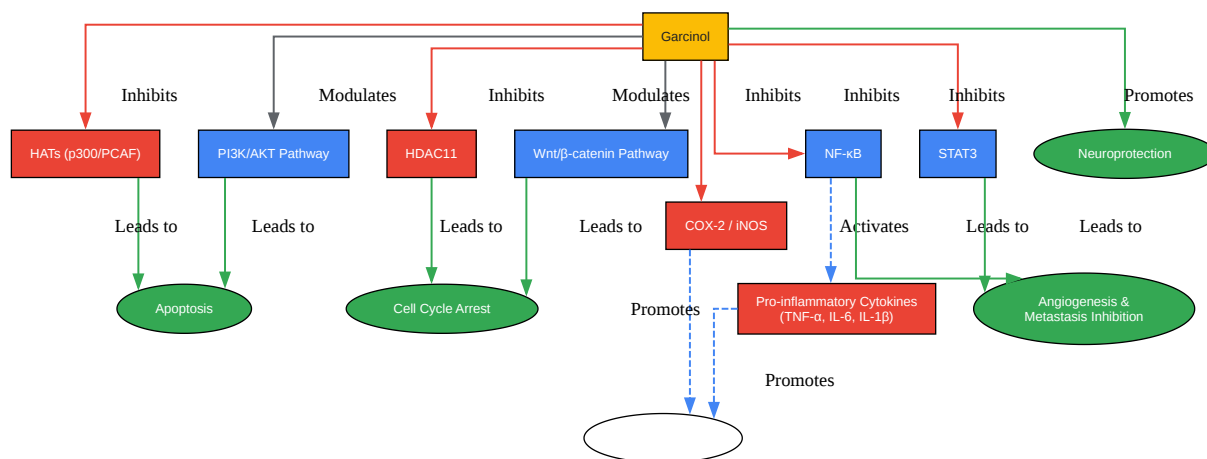 Garcinol
Inhibits
Modulates
Inhibits
Modulates
Inhibits
Inhibits
Inhibits
Promotes
HATs (p300/PCAF)
PI3K/AKT Pathway
HDAC11
Wnt/β-catenin Pathway
NF-κB
STAT3
Neuroprotection
Leads to
Leads to
Leads to
Leads to
COX-2 / iNOS
Activates
Leads to
Leads to
Apoptosis
Cell Cycle Arrest
Promotes
Pro-inflammatory Cytokines
(TNF-α, IL-6, IL-1β)
Angiogenesis &
Metastasis Inhibition
Promotes